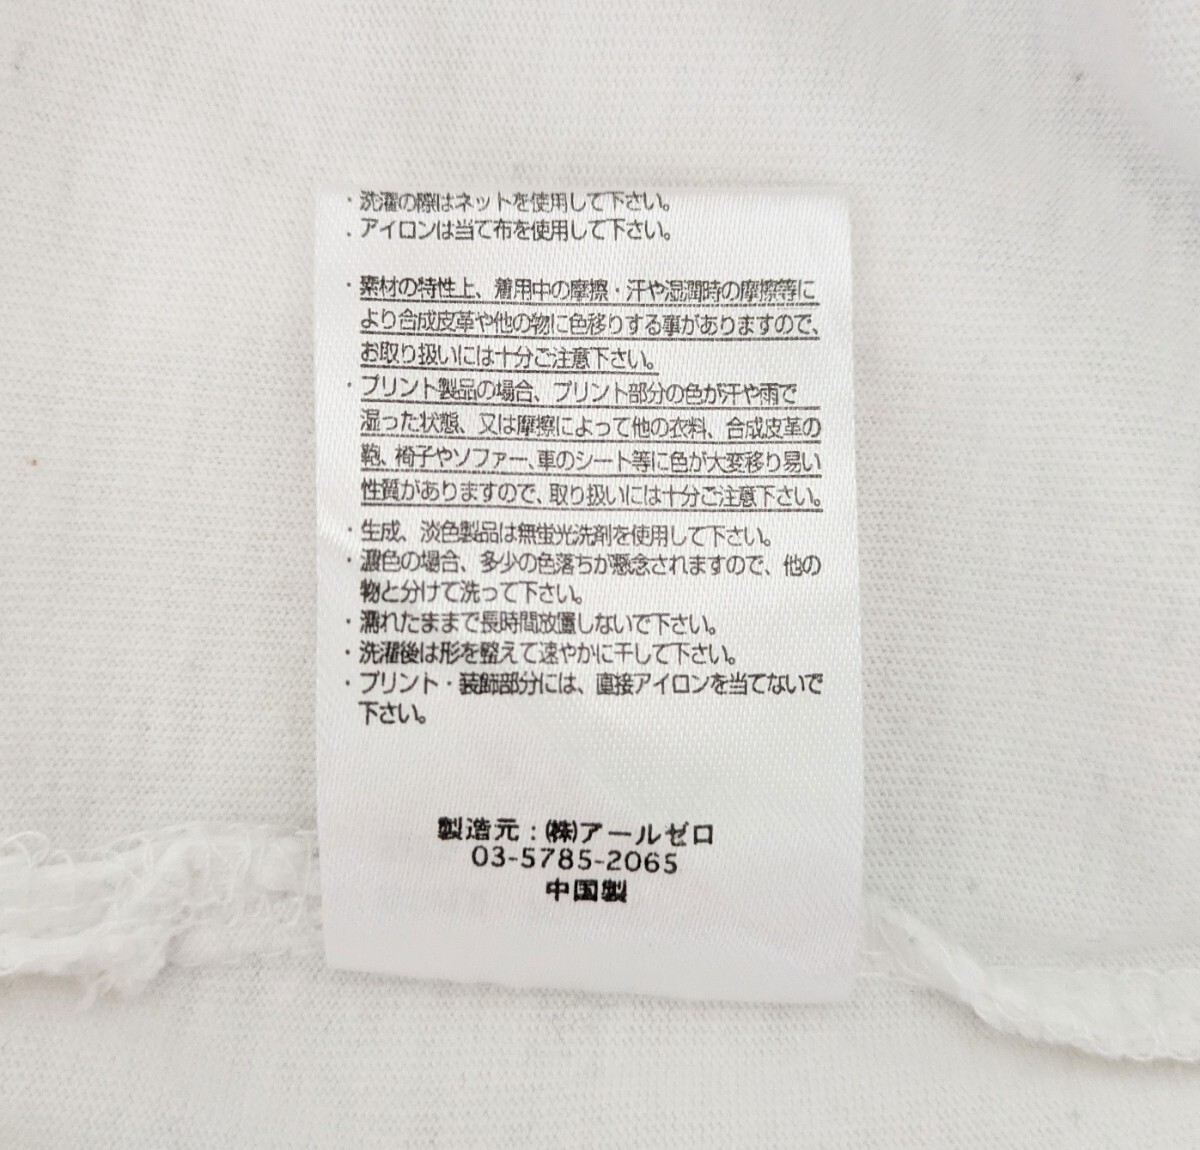 ・洗濯の際はネットを使用して下さい。
・アイロンは当て布を使用して下さい。
・素材の特性上、着用中の摩擦・汗や湿潤時の摩擦等に
より合成皮革や他の物に色移りする事がありますので、
お取り扱いには十分ご注意下さい。
・プリント製品の場合、プリント部分の色が汗や雨で
湿った状態、又は摩擦によって他の衣料、合成皮革の
鞄、椅子やソファー、車のシート等に色が大変移り易い
性質がありますので、取り扱いには十分ご注意下さい。
・生成、淡色製品は無蛍光洗剤を使用して下さい。
・濃色の場合、多少の色落ちが懸念されますので、他の
物と分けて洗って下さい。
・濡れたままで長時間放置しないで下さい。
・洗濯後は形を整えて速やかに干して下さい。
・プリント・装飾部分には、直接アイロンを当てないで
下さい。
製造元:㈱アールゼロ
03-5785-2065
中国製